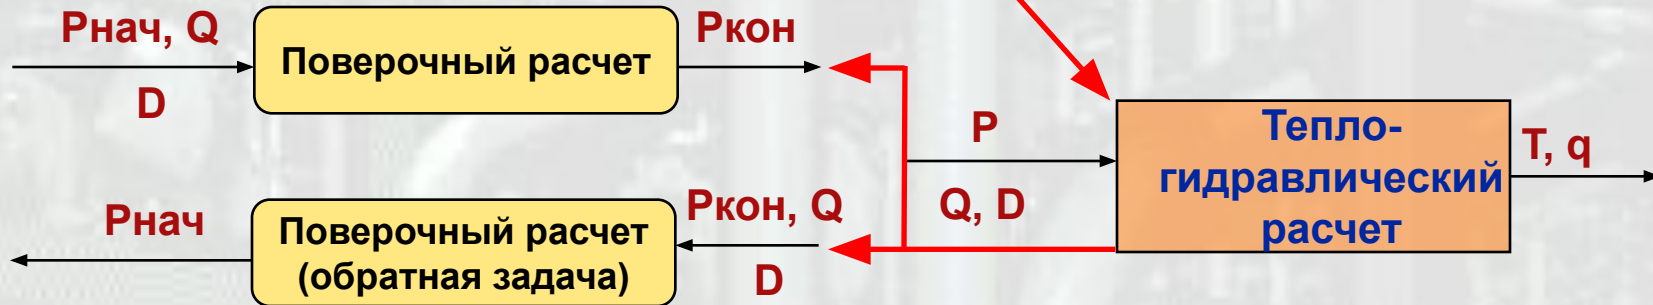 Рнач, Q
D
Поверочный расчет
Ркон
Р
Q, D
Тепло-
гидравлический
расчет
T, q
Рнач
Поверочный расчет
(обратная задача)
Ркон, Q
D